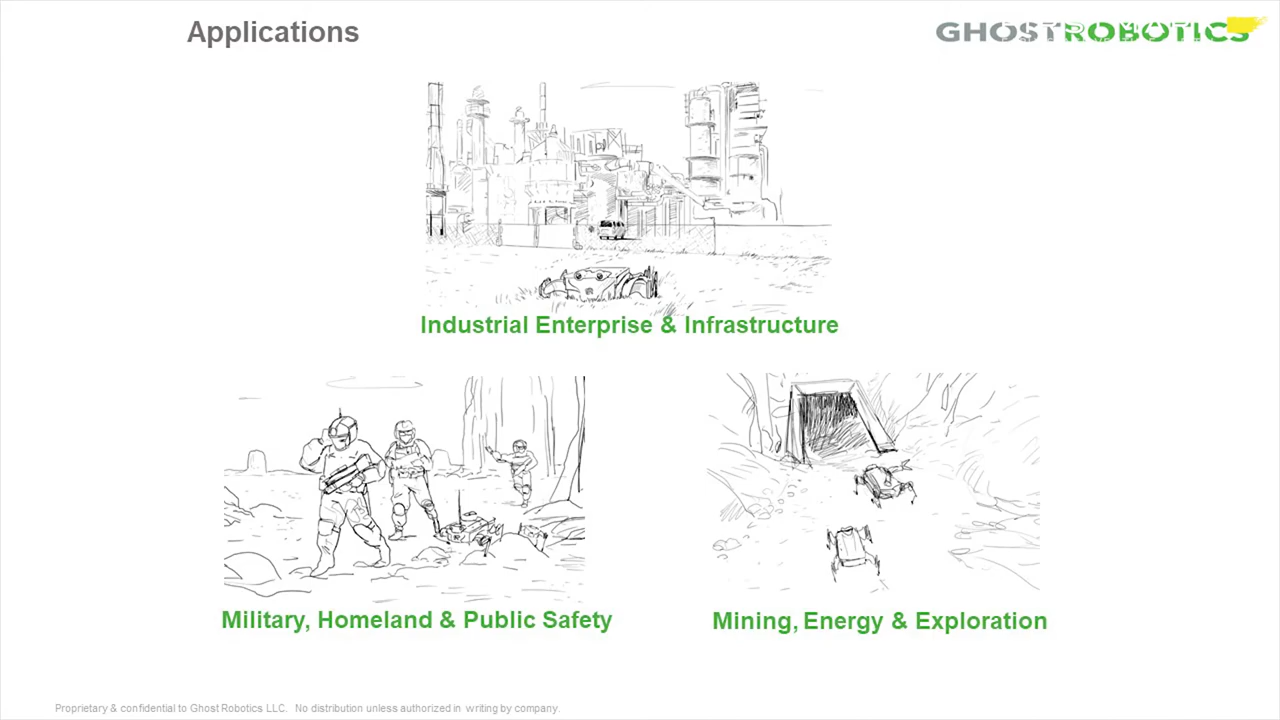 Applications
GHOSTROBOTICS
Industrial Enterprise & Infrastructure
Military, Homeland & Public Safety
Mining, Energy & Exploration
Proprietary & confidential to Ghost Robotics LLC. No distribution unless authorized in writing by company.